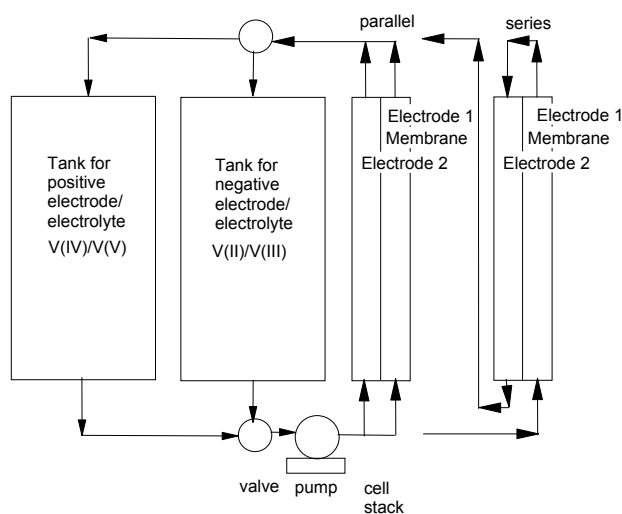 parallel
series
Tank for
positive
electrode/
electrolyte
V(IV)/V(V)
Tank for
negative
electrode/
electrolyte
V(II)/V(III)
Electrode 1
Membrane
Electrode 2
Electrode 1
Membrane
Electrode 2
valve
pump
cell
stack